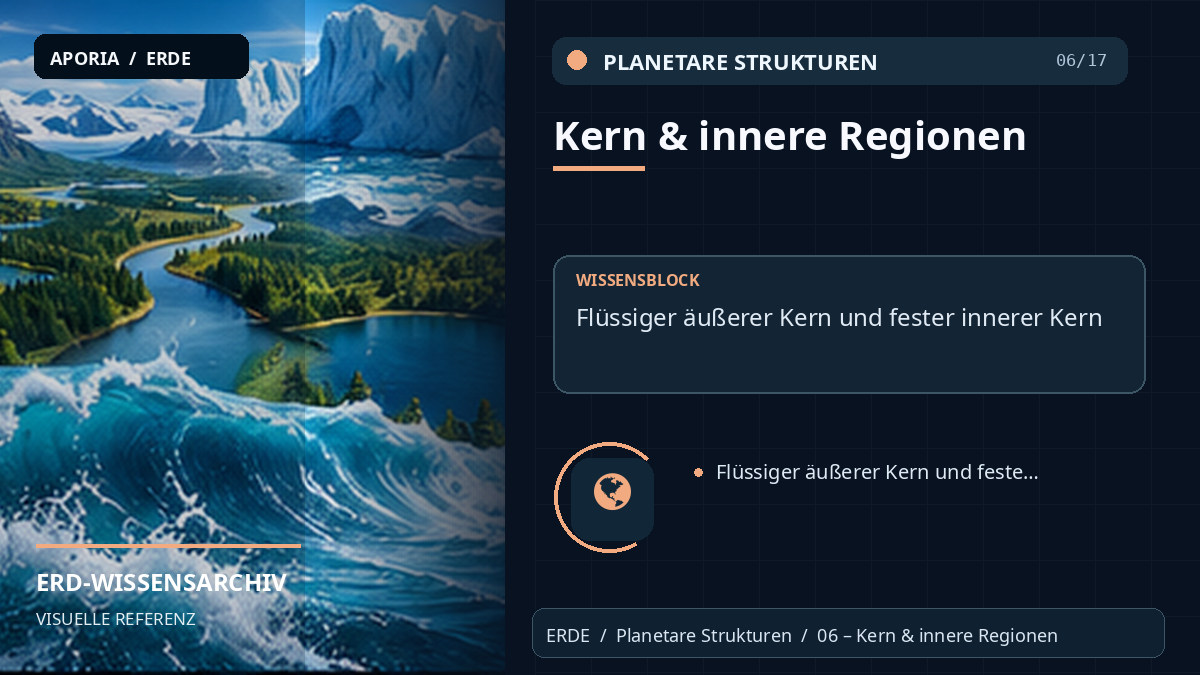 APORIA / ERDE
ERD-WISSENSARCHIV
VISUELLE REFERENZ
PLANETARE STRUKTUREN
06/17
Kern & innere Regionen
WISSENSBLOCK
Flüssiger äußerer Kern und fester innerer Kern
Flüssiger äußerer Kern und feste…
ERDE / Planetare Strukturen / 06 – Kern & innere Regionen